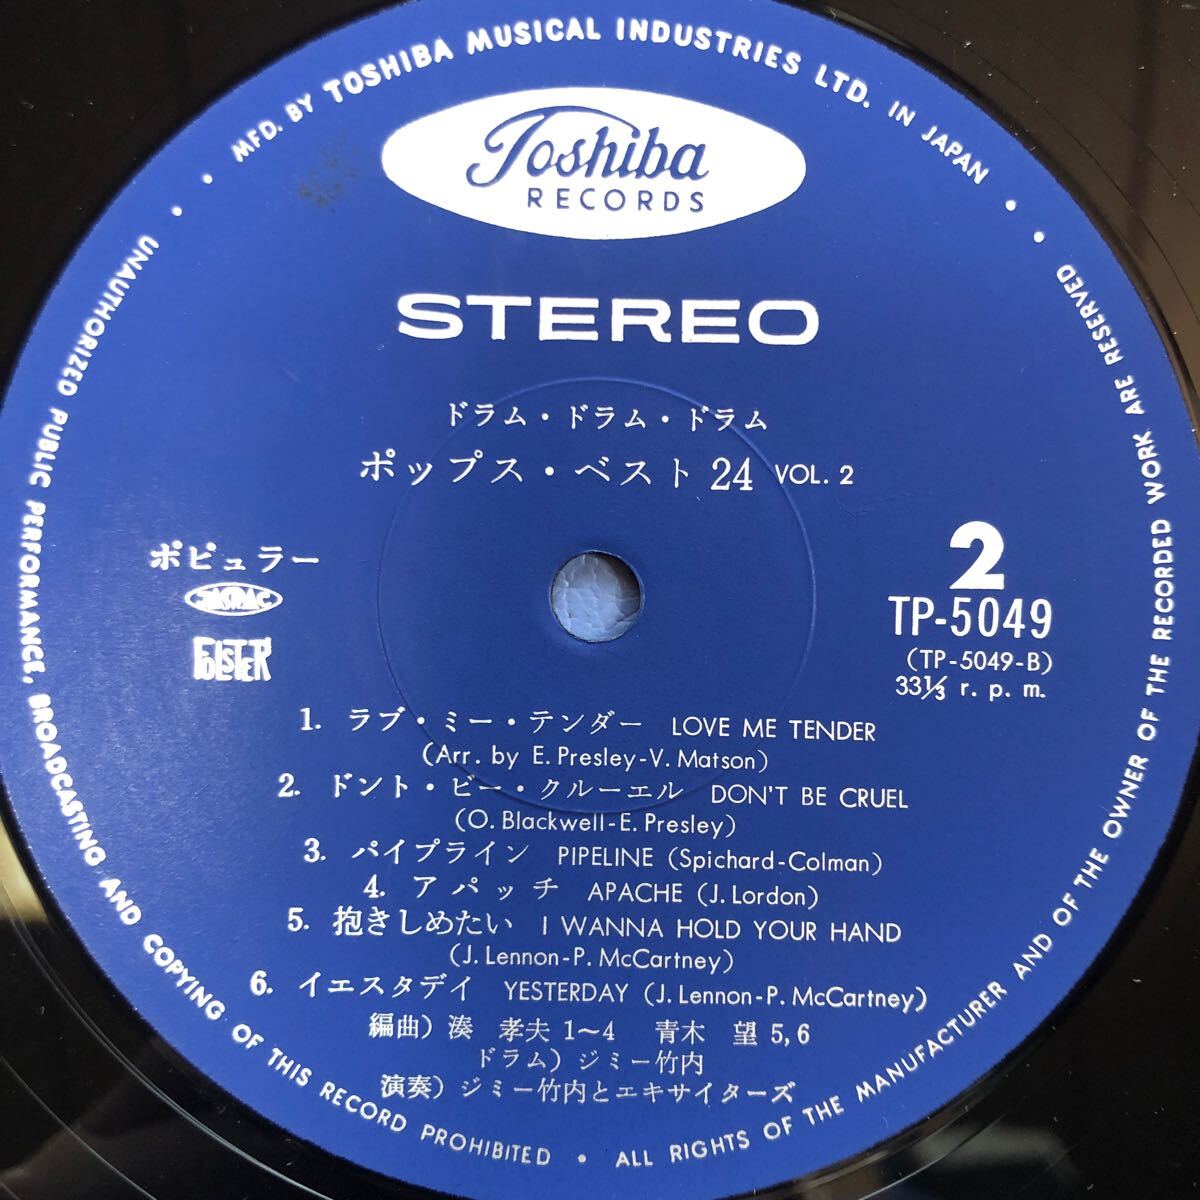 MFD. BY TOSHIBA MUSICAL INDUSTRIES LTD. IN JAPAN
Toshiba
RECORDS
STEREO
ドラム・ドラム・ドラム
ポップス・ベスト 24 VOL. 2
ポピュラー
JASRAC
2
TP-5049
(TP-5049-B)
33⅓ r. p. m.
1. ラブ・ミー・テンダー LOVE ME TENDER
(Arr. by E. Presley-V. Matson)
2. ドント・ビー・クルーエル DON'T BE CRUEL
(O. Blackwell-E. Presley)
3. パイプライン PIPELINE (Spichard-Colman)
4. アパッチ APACHE (J. Lordon)
5. 抱きしめたい I WANNA HOLD YOUR HAND
(J. Lennon-P. McCartney)
6. イエスタデイ YESTERDAY (J. Lennon-P. McCartney)
編曲) 湊 孝夫 1〜4 青木 望 5, 6
ドラム) ジミー竹内
演奏) ジミー竹内とエキサイターズ
UNAUTHORIZED PUBLIC PERFORMANCE, BROADCASTING AND COPYING OF THIS RECORD PROHIBITED • ALL RIGHTS OF THE MANUFACTURER AND OF THE OWNER OF THE RECORDED WORK ARE RESERVED